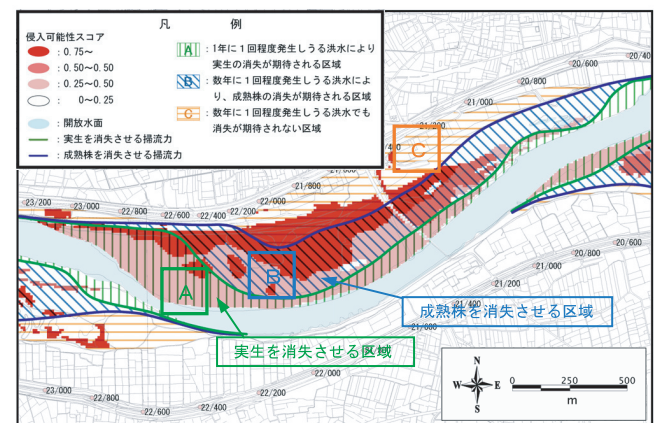 凡 例
侵入可能性スコア
: 0.75～
: 0.50～0.50
: 0.25～0.50
: 0～0.25
: 開放水面
: 実生を消失させる掃流力
: 成熟株を消失させる掃流力
A : 1年に１回程度発生しうる洪水により
実生の消失が期待される区域
B : 数年に１回程度発生しうる洪水によ
り、成熟株の消失が期待される区域
C : 数年に１回程度発生しうる洪水でも
消失が期待されない区域
20/400
20/600
20/800
21/000
21/200
C
21/800
22/000
22/200
22/400
22/600
22/800
23/000
23/200
A
B
20/600
20/800
21/000
21/200
21/400
成熟株を消失させる区域
実生を消失させる区域
22/000
22/200
22/400
22/600
22/800
23/000
N
W E
S
0 250 500
m